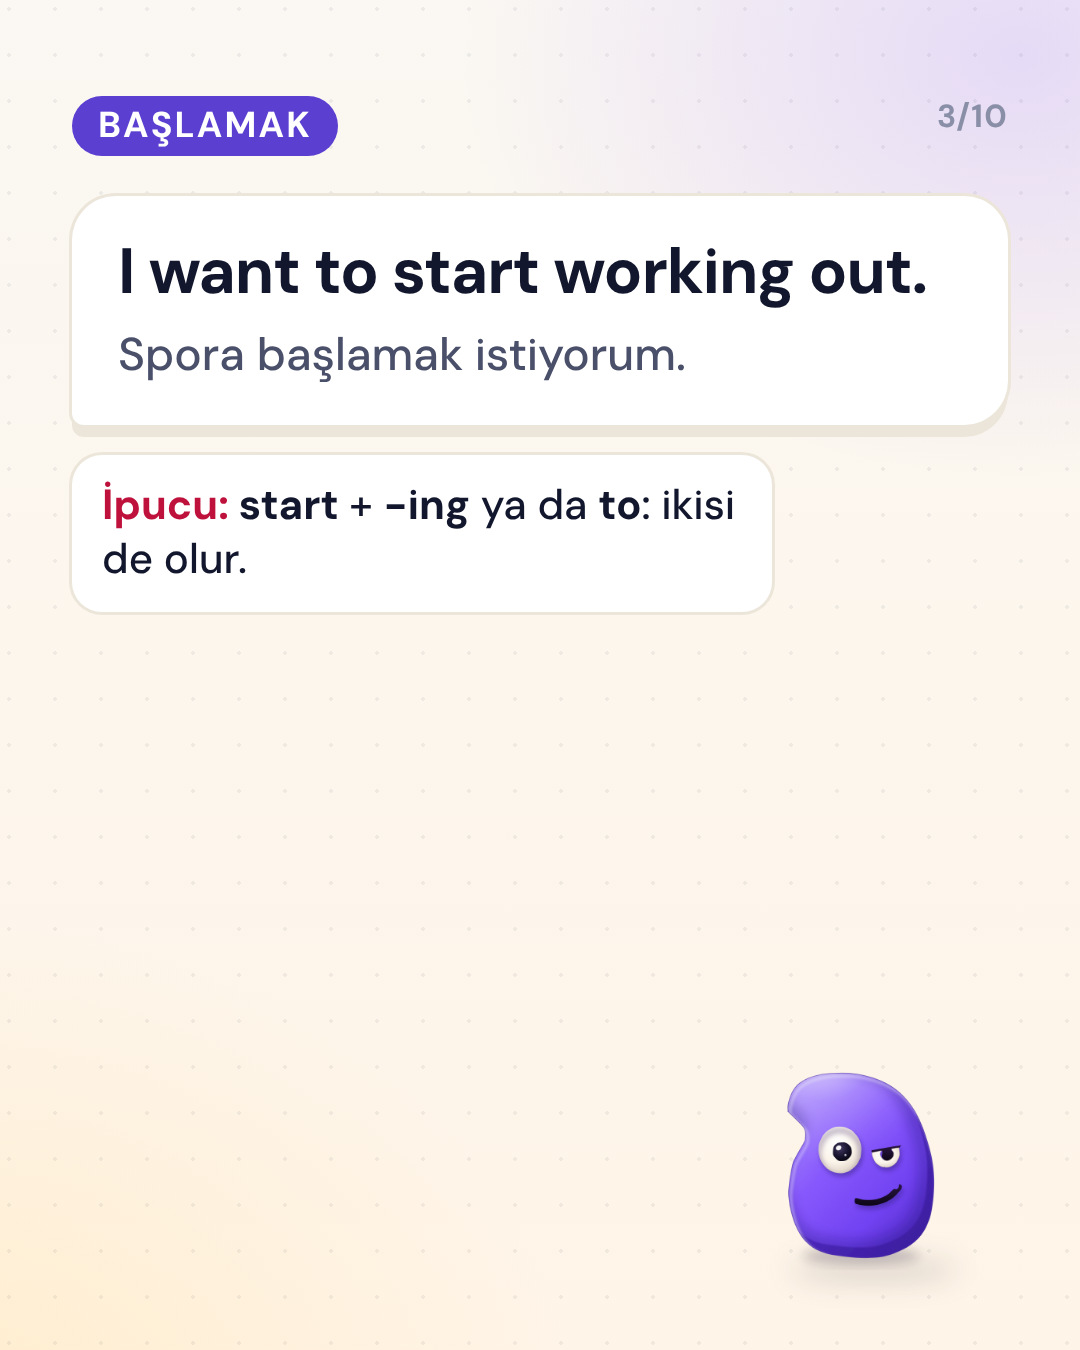 BAŞLAMAK
3/10
I want to start working out.
Spora başlamak istiyorum.
İpucu: start + -ing ya da to: ikisi
de olur.